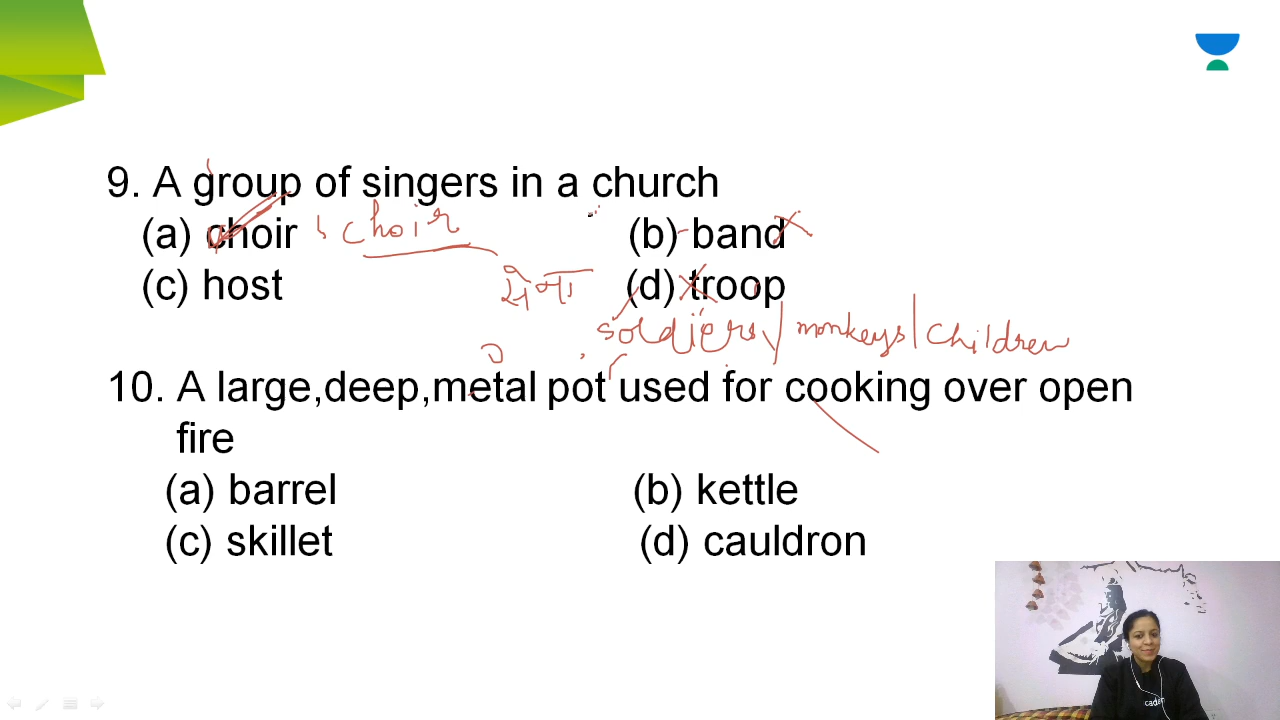 9. A group of singers in a church
(a) choir choir (b) band
(c) host सेना (d) troop
soldiers/monkeys/children
10. A large,deep,metal pot used for cooking over open
fire
(a) barrel (b) kettle
(c) skillet (d) cauldron